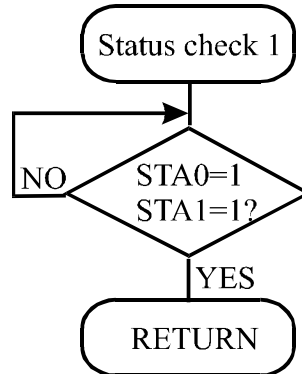 Status check 1
NO
STA0=1
STA1=1?
YES
RETURN